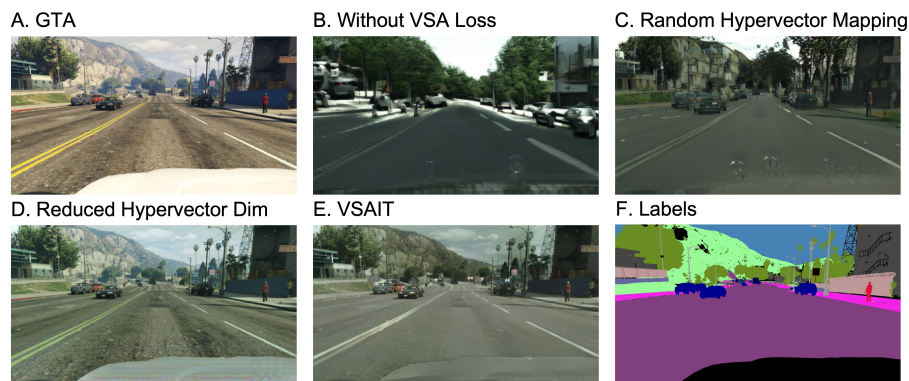 A. GTA
B. Without VSA Loss
C. Random Hypervector Mapping
D. Reduced Hypervector Dim
E. VSAIT
F. Labels